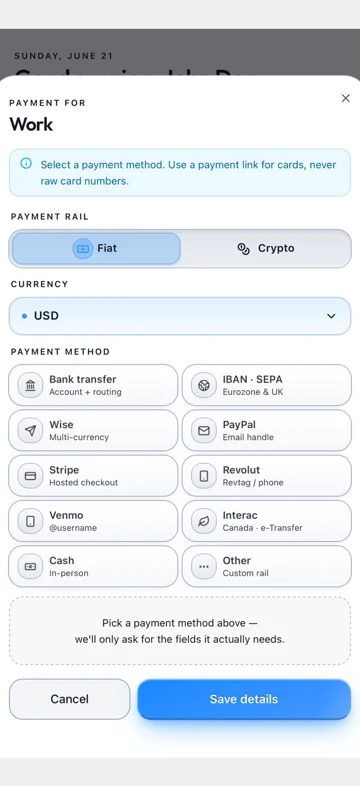 SUNDAY, JUNE 21
PAYMENT FOR
Work
Select a payment method. Use a payment link for cards, never
raw card numbers.
PAYMENT RAIL
Fiat
Crypto
CURRENCY
USD
PAYMENT METHOD
Bank transfer
Account + routing
IBAN · SEPA
Eurozone & UK
Wise
Multi-currency
PayPal
Email handle
Stripe
Hosted checkout
Revolut
Revtag / phone
Venmo
@username
Interac
Canada · e-Transfer
Cash
In-person
Other
Custom rail
Pick a payment method above —
we'll only ask for the fields it actually needs.
Cancel
Save details